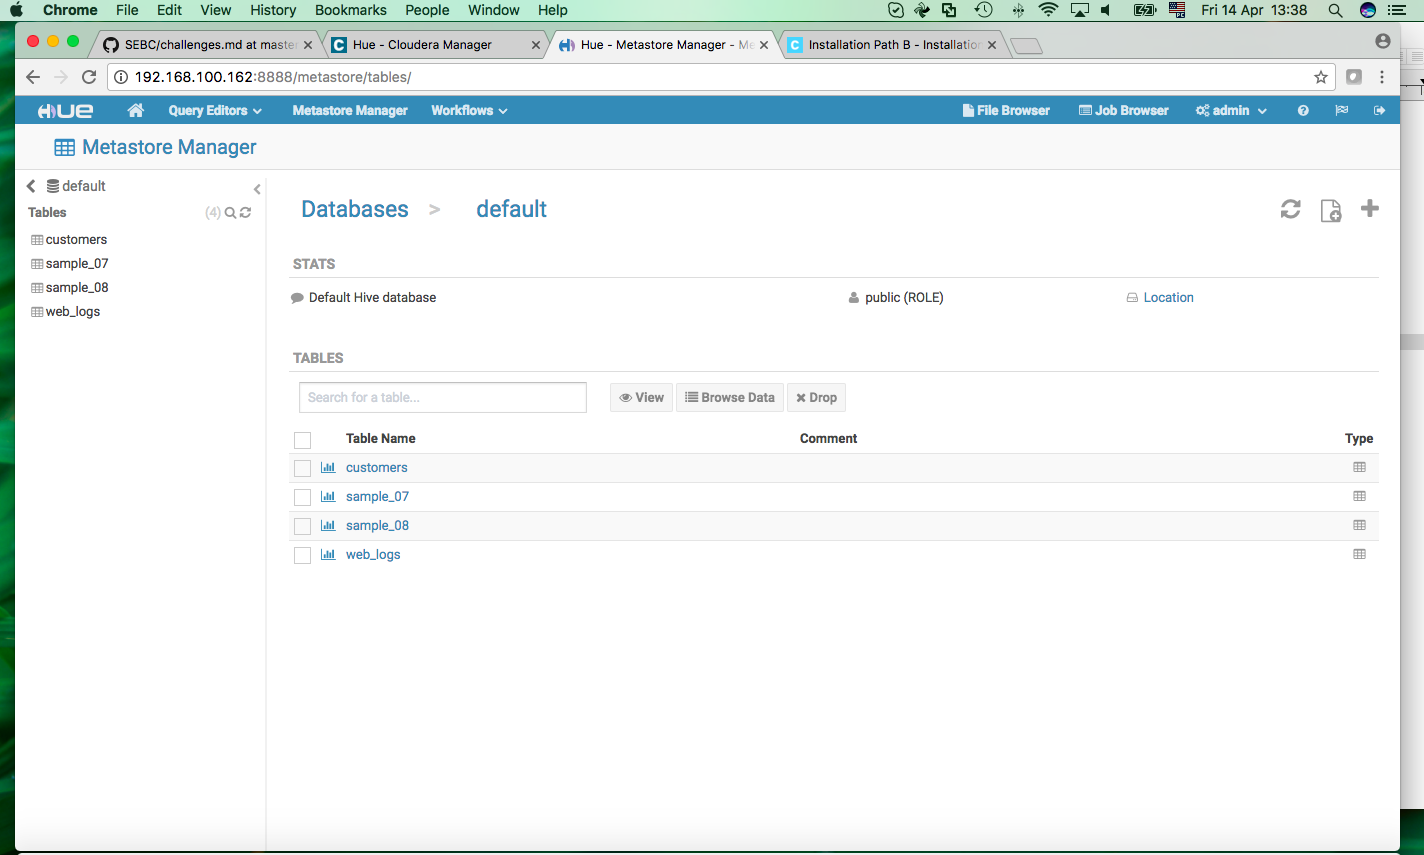 Chrome File Edit View History Bookmarks People Window Help Fri 14 Apr 13:38
SEBC/challenges.md at master Hue - Cloudera Manager Hue - Metastore Manager - Me Installation Path B - Installation
192.168.100.162:8888/metastore/tables/
HUE Query Editors Metastore Manager Workflows File Browser Job Browser admin
Metastore Manager
default
Tables (4)
customers
sample_07
sample_08
web_logs
Databases > default
STATS
Default Hive database public (ROLE) Location
TABLES
Search for a table... View Browse Data Drop
Table Name Comment Type
customers
sample_07
sample_08
web_logs